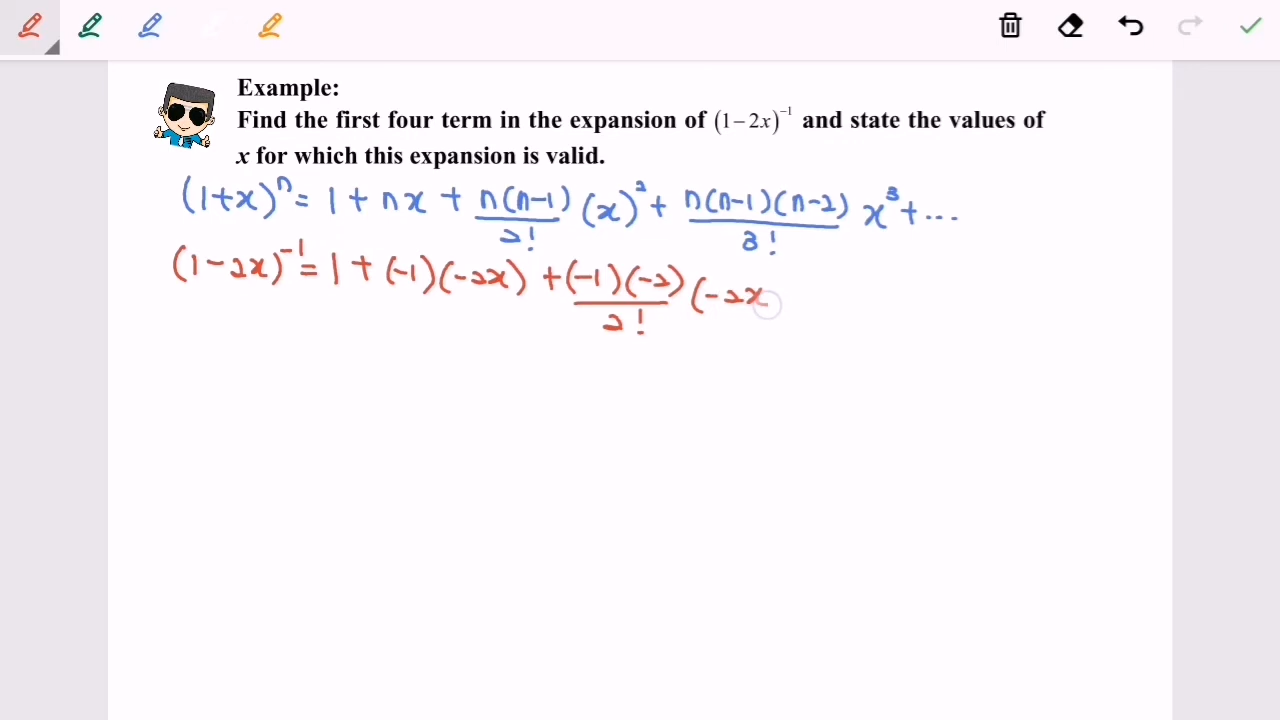 Example:
Find the first four term in the expansion of (1−2x)⁻¹ and state the values of
x for which this expansion is valid.
(1+x)ⁿ = 1 + nx + n(n-1)/2! (x)² + n(n-1)(n-2)/3! x³ + ...
(1-2x)⁻¹ = 1 + (-1)(-2x) + (-1)(-2)/2! (-2x